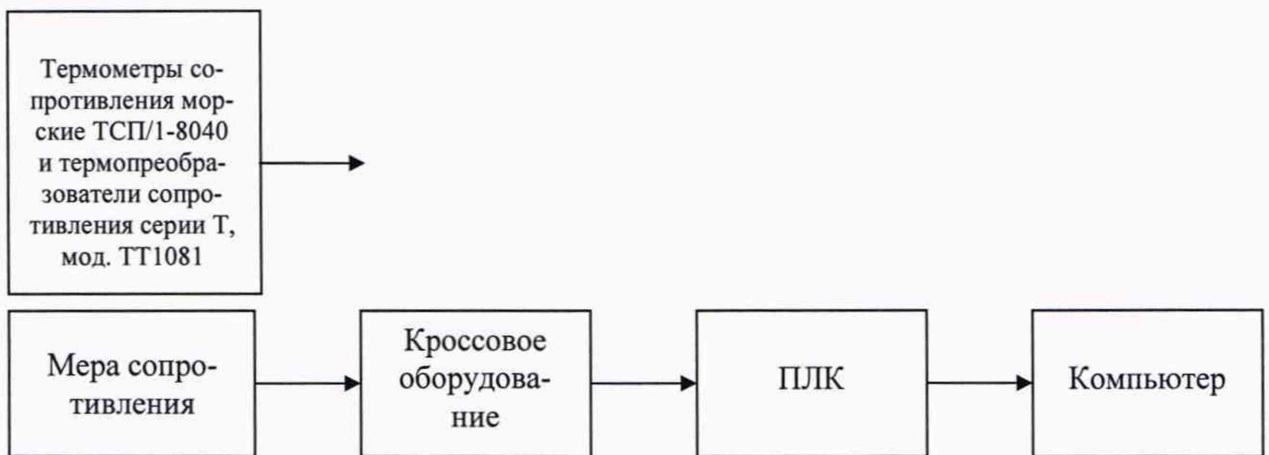 Термометры со-
противления мор-
ские ТСП/1-8040
и термопреобра-
зователи сопро-
тивления серии Т,
мод. ТТ1081
Мера сопро-
тивления
Кроссовое
оборудова-
ние
ПЛК
Компьютер